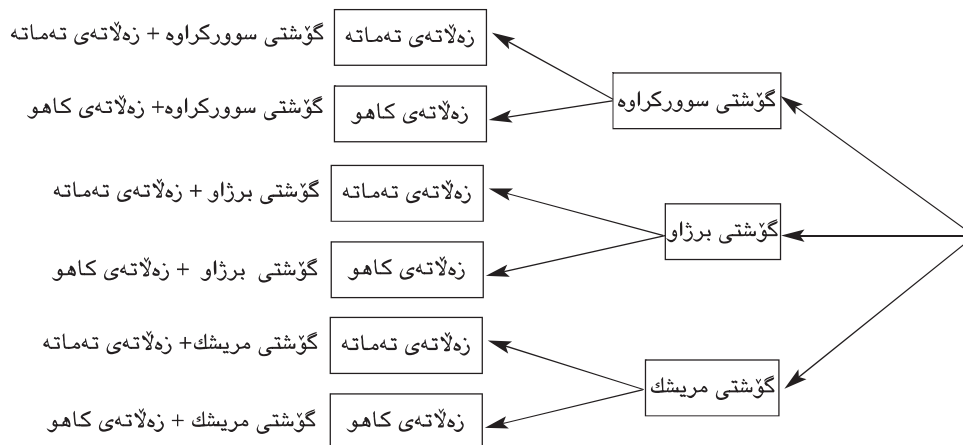 گۆشتی سوورکراوە
زەڵاتەی تەماتە
گۆشتی سوورکراوە + زەڵاتەی تەماتە
زەڵاتەی کاهو
گۆشتی سوورکراوە+ زەڵاتەی کاهو
گۆشتی برژاو
زەڵاتەی تەماتە
گۆشتی برژاو + زەڵاتەی تەماتە
زەڵاتەی کاهو
گۆشتی برژاو + زەڵاتەی کاهو
گۆشتی مریشك
زەڵاتەی تەماتە
گۆشتی مریشك+ زەڵاتەی تەماتە
زەڵاتەی کاهو
گۆشتی مریشك + زەڵاتەی کاهو